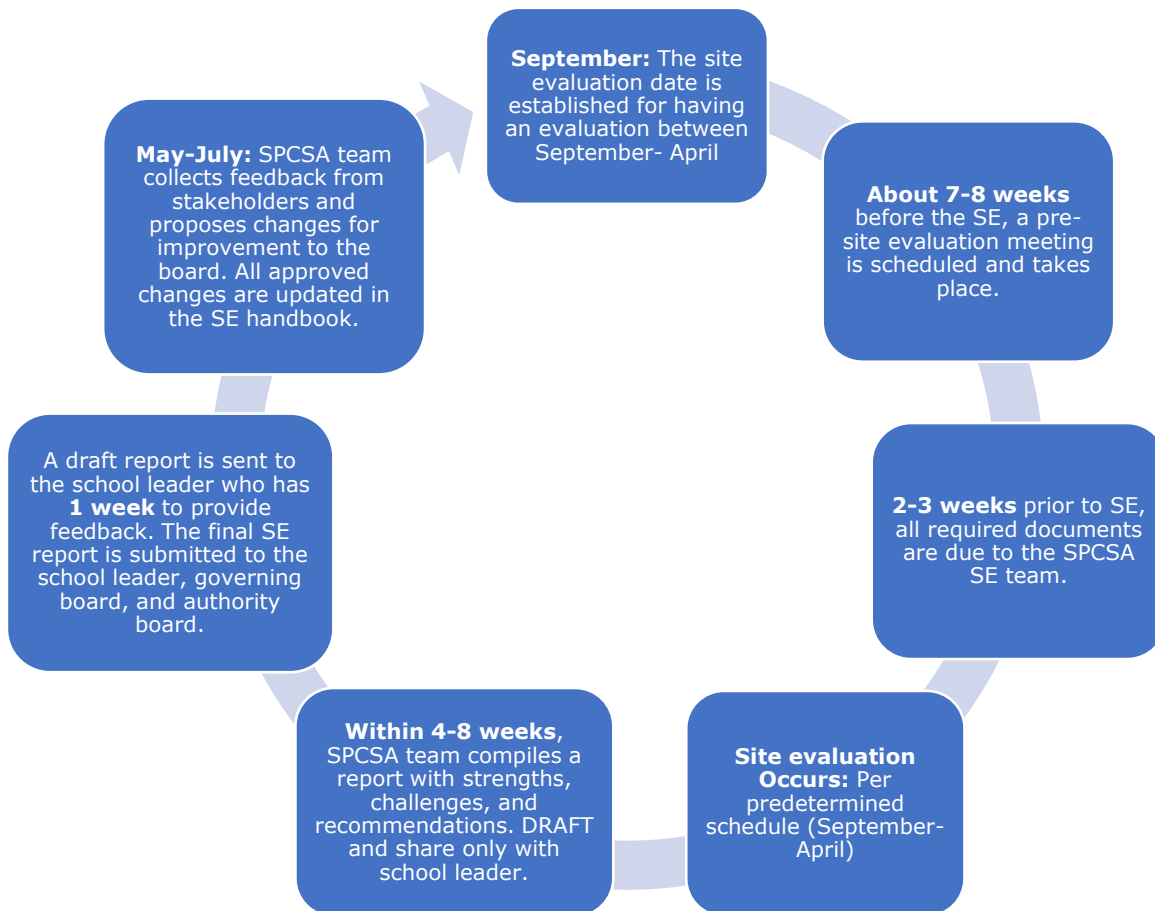 September: The site
evaluation date is
established for having
an evaluation between
September- April
About 7-8 weeks
before the SE, a pre-
site evaluation meeting
is scheduled and takes
place.
2-3 weeks prior to SE,
all required documents
are due to the SPCSA
SE team.
Site evaluation
Occurs: Per
predetermined
schedule (September-
April)
Within 4-8 weeks,
SPCSA team compiles a
report with strengths,
challenges, and
recommendations. DRAFT
and share only with
school leader.
A draft report is sent to
the school leader who has
1 week to provide
feedback. The final SE
report is submitted to the
school leader, governing
board, and authority
board.
May-July: SPCSA team
collects feedback from
stakeholders and
proposes changes for
improvement to the
board. All approved
changes are updated in
the SE handbook.